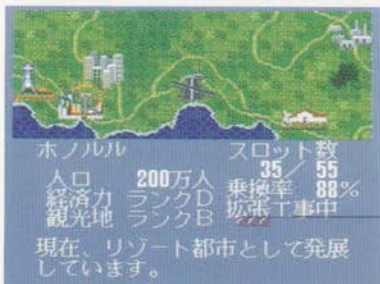 ホノルル スロット数
35／ 55
人口 200万人 乗換率 88%
経済力 ランクD 拡張工事中
観光地 ランクB
現在、リゾート都市として発展
しています。